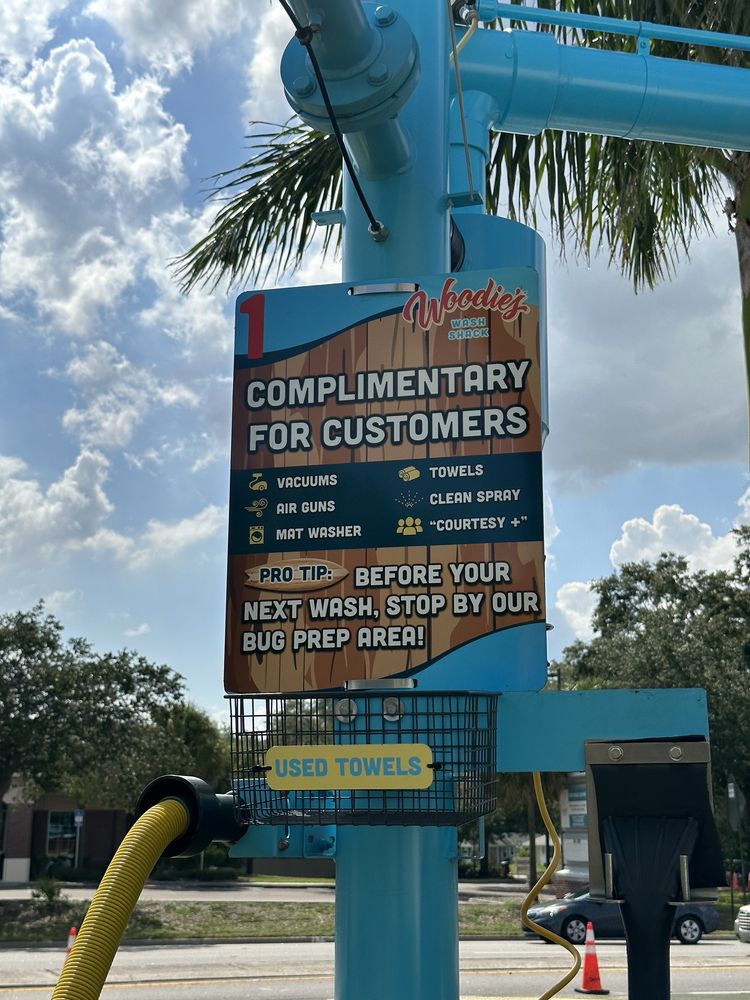 1
Woodie's
WASH
SHACK
COMPLIMENTARY
FOR CUSTOMERS
VACUUMS
AIR GUNS
MAT WASHER
TOWELS
CLEAN SPRAY
"COURTESY +"
PRO TIP: BEFORE YOUR
NEXT WASH, STOP BY OUR
BUG PREP AREA!
USED TOWELS